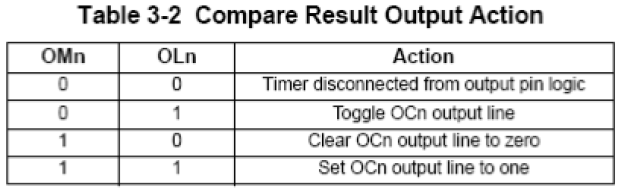 Table 3-2 Compare Result Output Action
OMn OLn Action
0 0 Timer disconnected from output pin logic
0 1 Toggle OCn output line
1 0 Clear OCn output line to zero
1 1 Set OCn output line to one